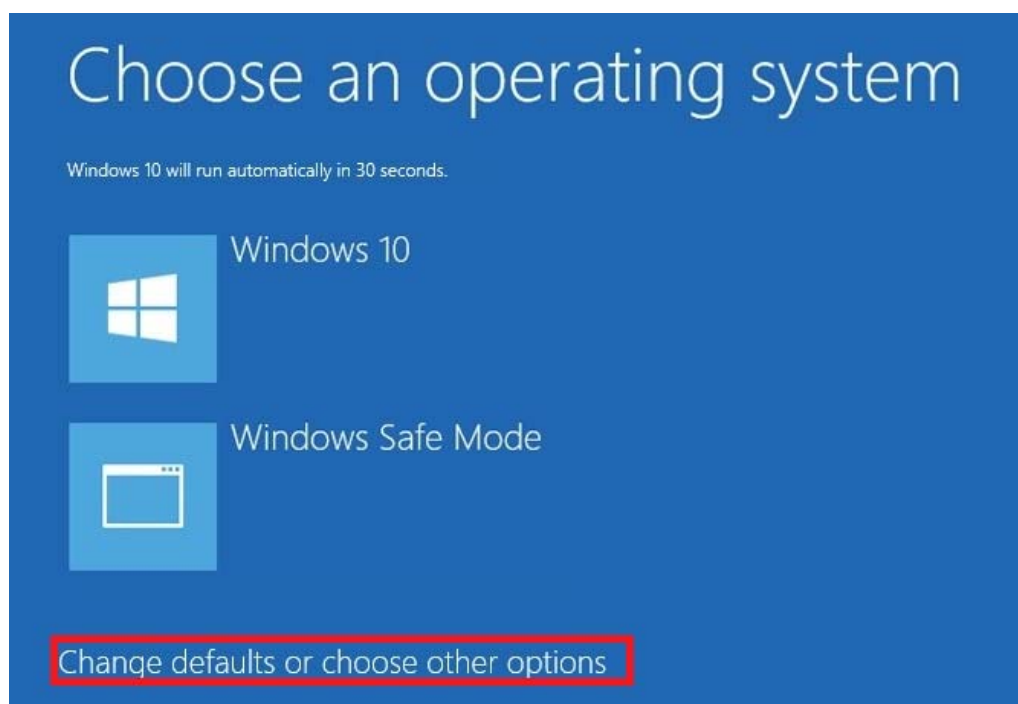 Choose an operating system
Windows 10 will run automatically in 30 seconds.
Windows 10
Windows Safe Mode
Change defaults or choose other options